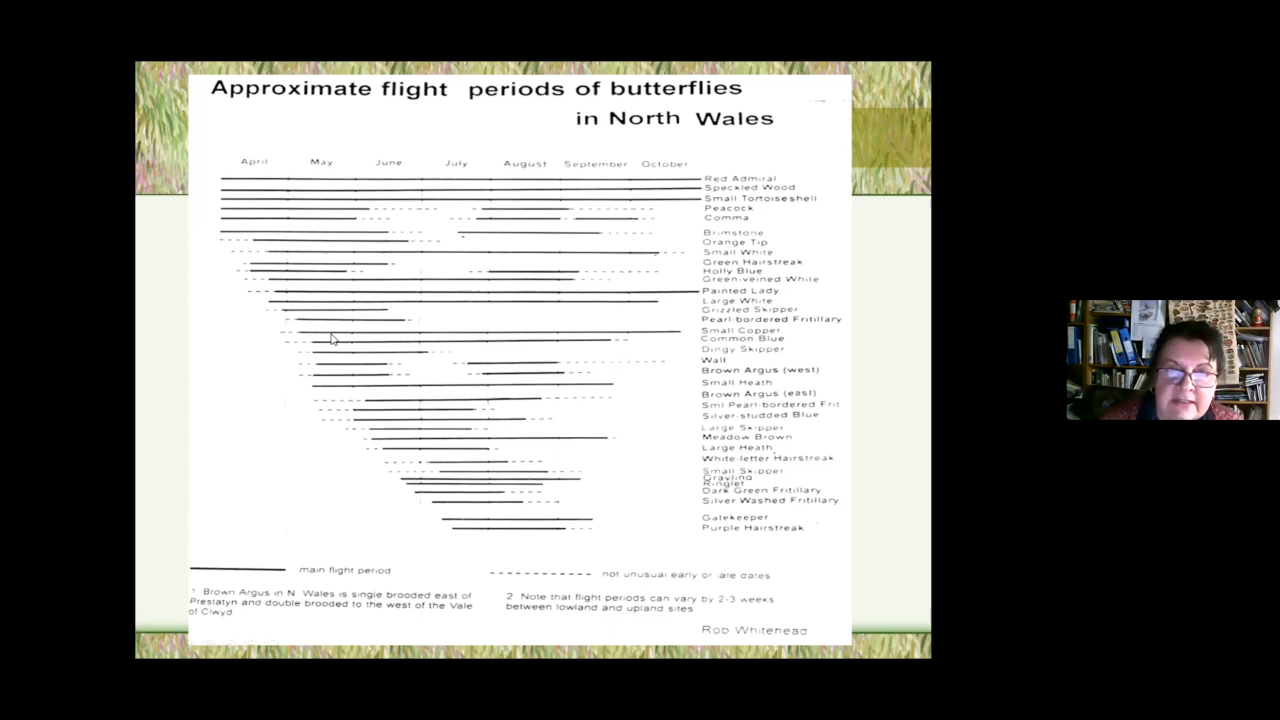 Approximate flight periods of butterflies
in North Wales
April May June July August September October
Red Admiral
Speckled Wood
Small Tortoiseshell
Peacock
Comma
Brimstone
Orange Tip
Small White
Green Hairstreak
Holly Blue
Green-veined White
Painted Lady
Large White
Grizzled Skipper
Pearl-bordered Fritillary
Small Copper
Common Blue
Dingy Skipper
Wall
Brown Argus (west)
Small Heath
Brown Argus (east)
Sml Pearl-bordered Frit
Silver-studded Blue
Large Skipper
Meadow Brown
Large Heath
White-letter Hairstreak
Small Skipper
Grayling
Ringlet
Dark Green Fritillary
Silver Washed Fritillary
Gatekeeper
Purple Hairstreak
main flight period
not unusual early or late dates
1 Brown Argus in N Wales is single brooded east of
Prestatyn and double brooded to the west of the Vale
of Clwyd
2 Note that flight periods can vary by 2-3 weeks
between lowland and upland sites
Rob Whitehead